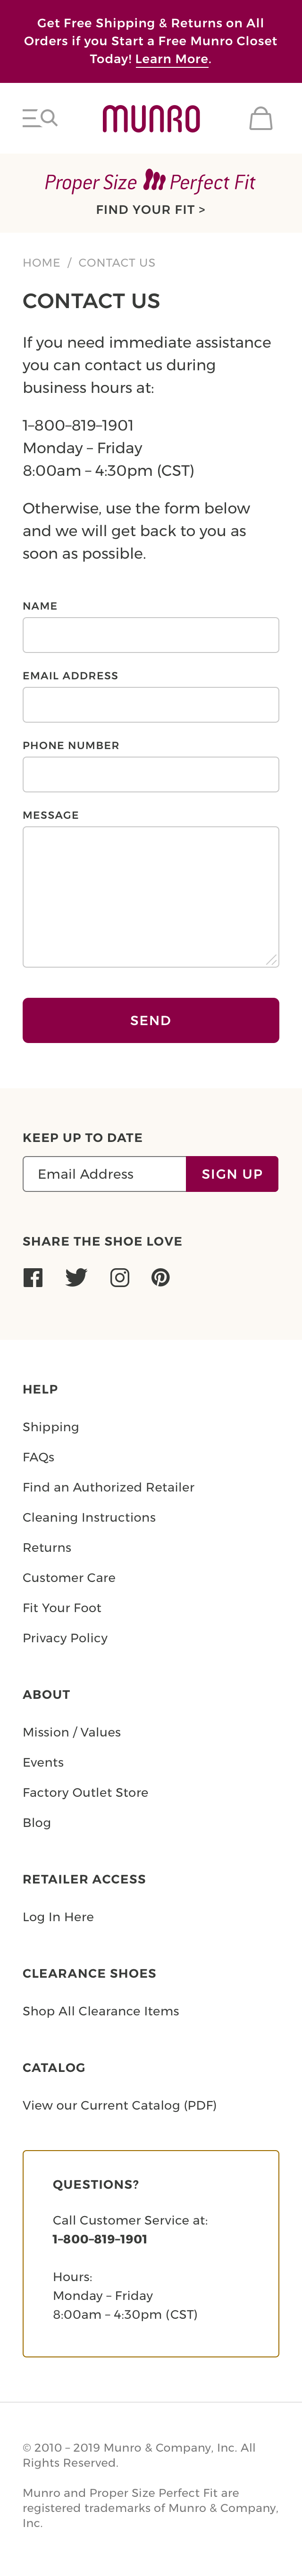 Get Free Shipping & Returns on All
Orders if you Start a Free Munro Closet
Today! Learn More.
MUNRO
Proper Size Perfect Fit
FIND YOUR FIT >
HOME / CONTACT US
CONTACT US
If you need immediate assistance
you can contact us during
business hours at:
1–800–819–1901
Monday – Friday
8:00am – 4:30pm (CST)
Otherwise, use the form below
and we will get back to you as
soon as possible.
NAME
EMAIL ADDRESS
PHONE NUMBER
MESSAGE
SEND
KEEP UP TO DATE
Email Address SIGN UP
SHARE THE SHOE LOVE
HELP
Shipping
FAQs
Find an Authorized Retailer
Cleaning Instructions
Returns
Customer Care
Fit Your Foot
Privacy Policy
ABOUT
Mission / Values
Events
Factory Outlet Store
Blog
RETAILER ACCESS
Log In Here
CLEARANCE SHOES
Shop All Clearance Items
CATALOG
View our Current Catalog (PDF)
QUESTIONS?
Call Customer Service at:
1–800–819–1901
Hours:
Monday – Friday
8:00am – 4:30pm (CST)
© 2010 – 2019 Munro & Company, Inc. All
Rights Reserved.
Munro and Proper Size Perfect Fit are
registered trademarks of Munro & Company,
Inc.